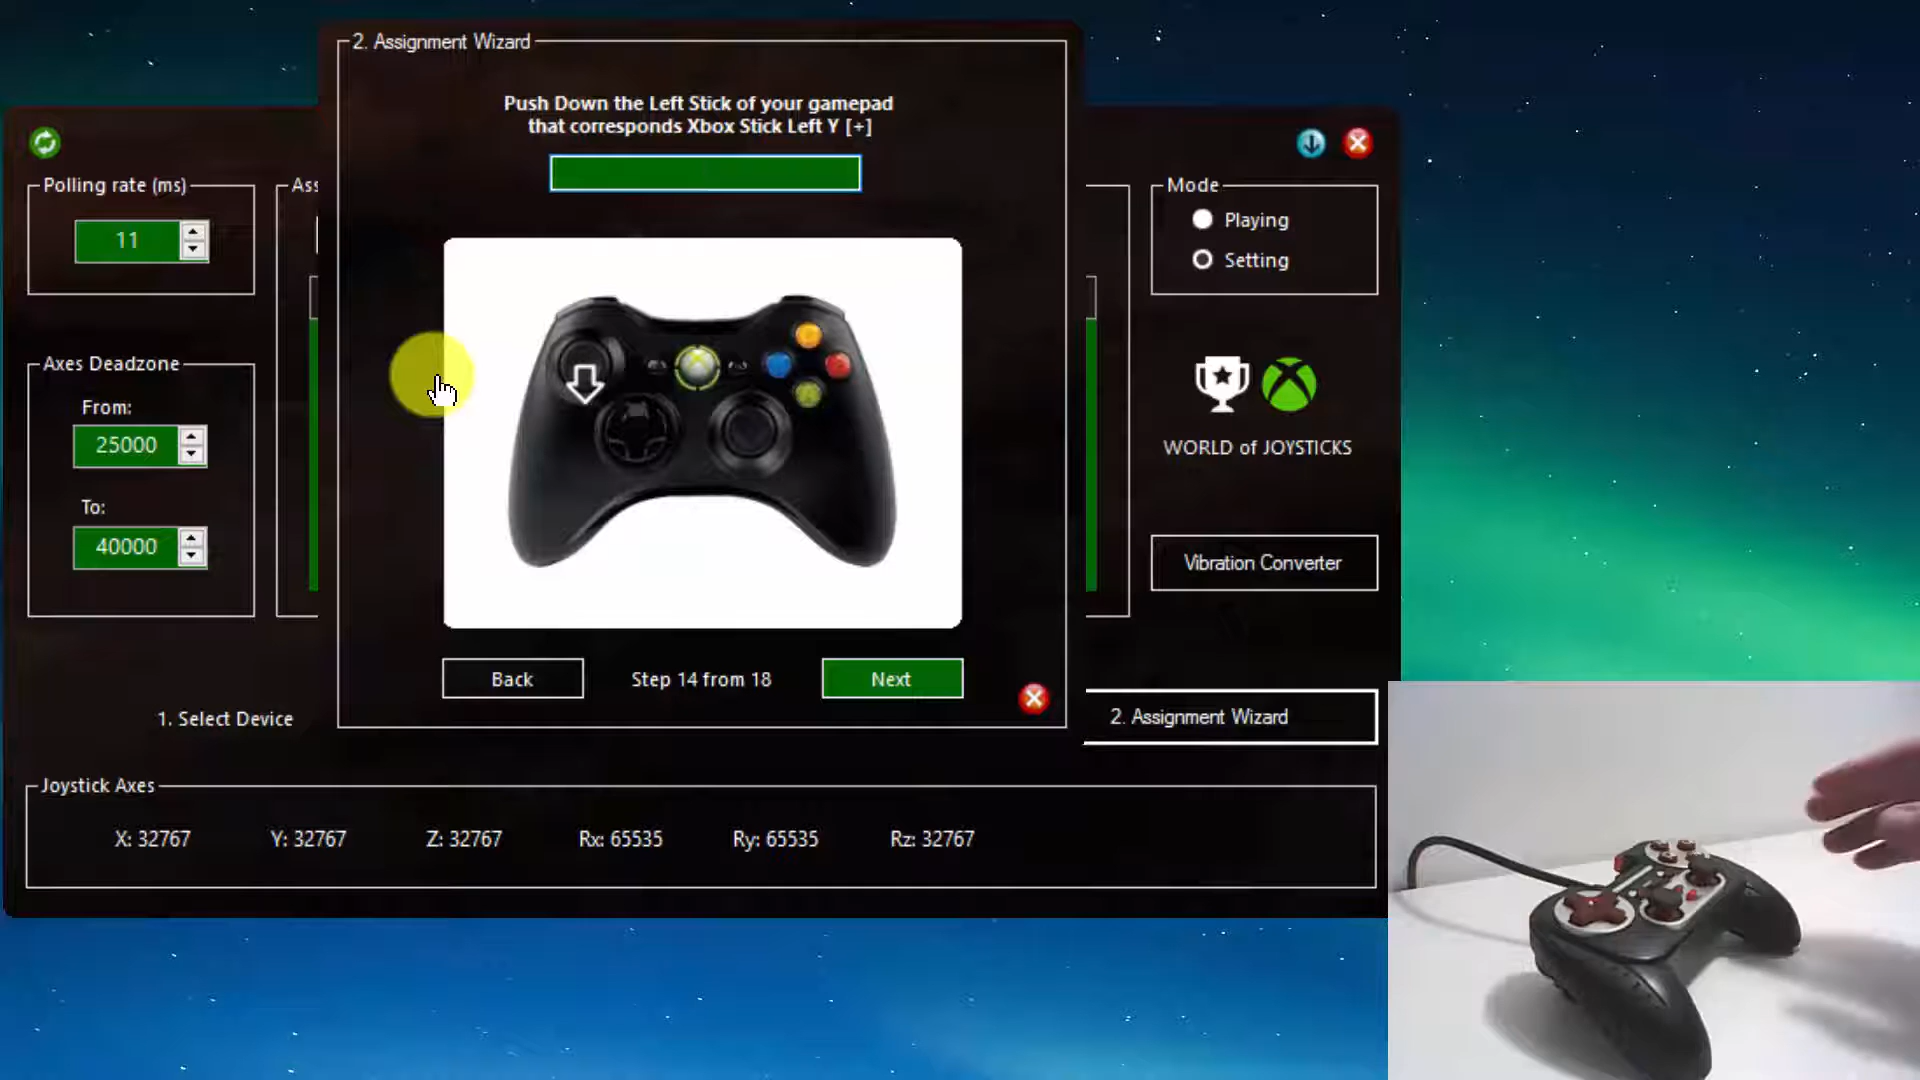 2. Assignment Wizard
Push Down the Left Stick of your gamepad
that corresponds Xbox Stick Left Y [+]
Polling rate (ms)
11
Ass
Mode
Playing
Setting
Axes Deadzone
From:
25000
To:
40000
WORLD of JOYSTICKS
Vibration Converter
Back
Step 14 from 18
Next
1. Select Device
2. Assignment Wizard
Joystick Axes
X: 32767
Y: 32767
Z: 32767
Rx: 65535
Ry: 65535
Rz: 32767